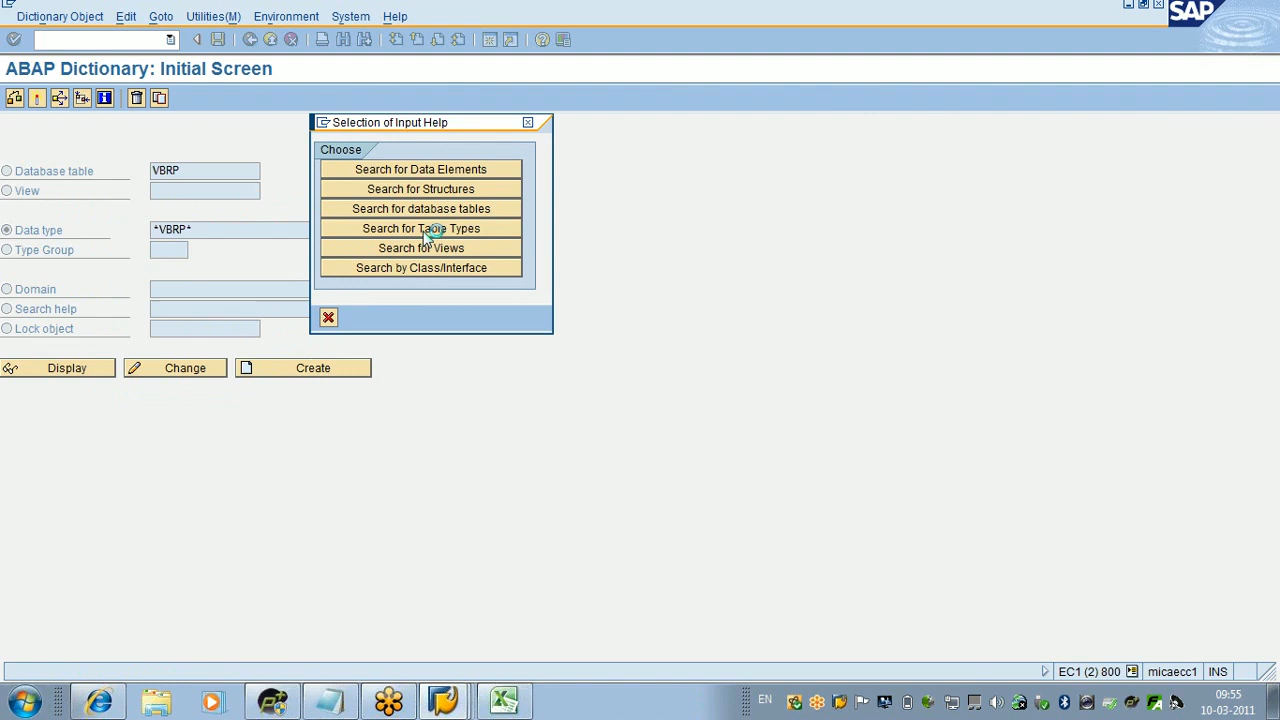 Dictionary Object Edit Goto Utilities(M) Environment System Help
SAP
ABAP Dictionary: Initial Screen
Selection of Input Help
Choose
Search for Data Elements
Search for Structures
Search for database tables
Search for Table Types
Search for Views
Search by Class/Interface
Database table VBRP
View
Data type *VBRP*
Type Group
Domain
Search help
Lock object
Display Change Create
EC1 (2) 800 micaecc1 INS
EN 09:55
10-03-2011